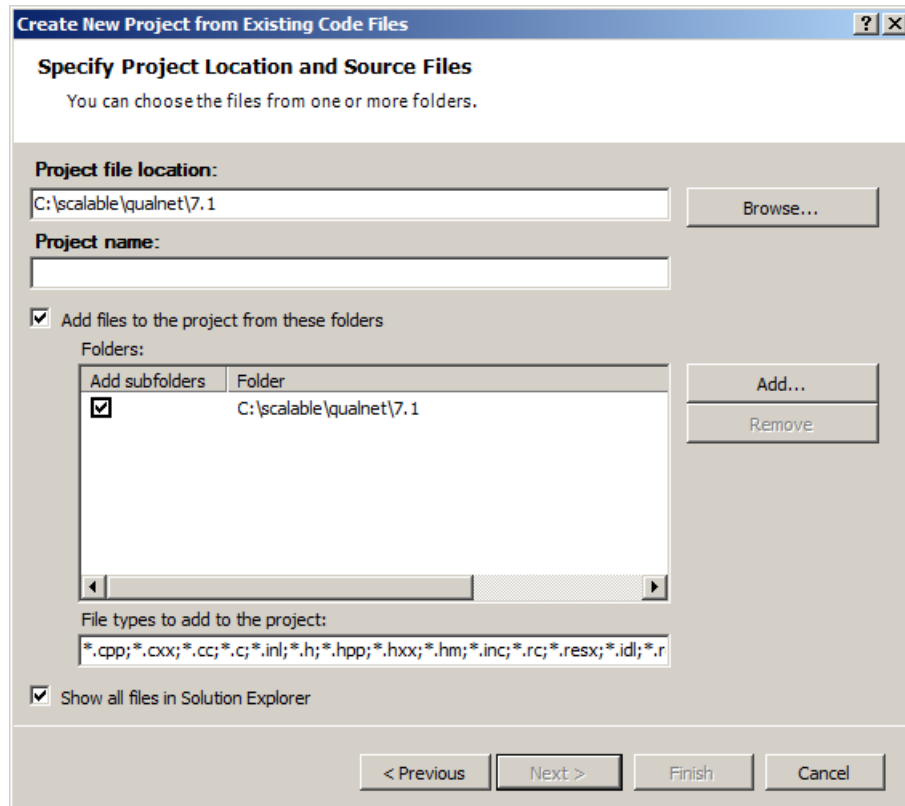 Create New Project from Existing Code Files
Specify Project Location and Source Files
You can choose the files from one or more folders.
Project file location:
C:\scalable\qualnet\7.1
Browse...
Project name:
Add files to the project from these folders
Folders:
Add subfolders Folder
Add...
C:\scalable\qualnet\7.1
Remove
File types to add to the project:
*.cpp;*.cxx;*.cc;*.c;*.inl;*.h;*.hpp;*.hxx;*.hm;*.inc;*.rc;*.resx;*.idl;*.r
Show all files in Solution Explorer
< Previous Next > Finish Cancel